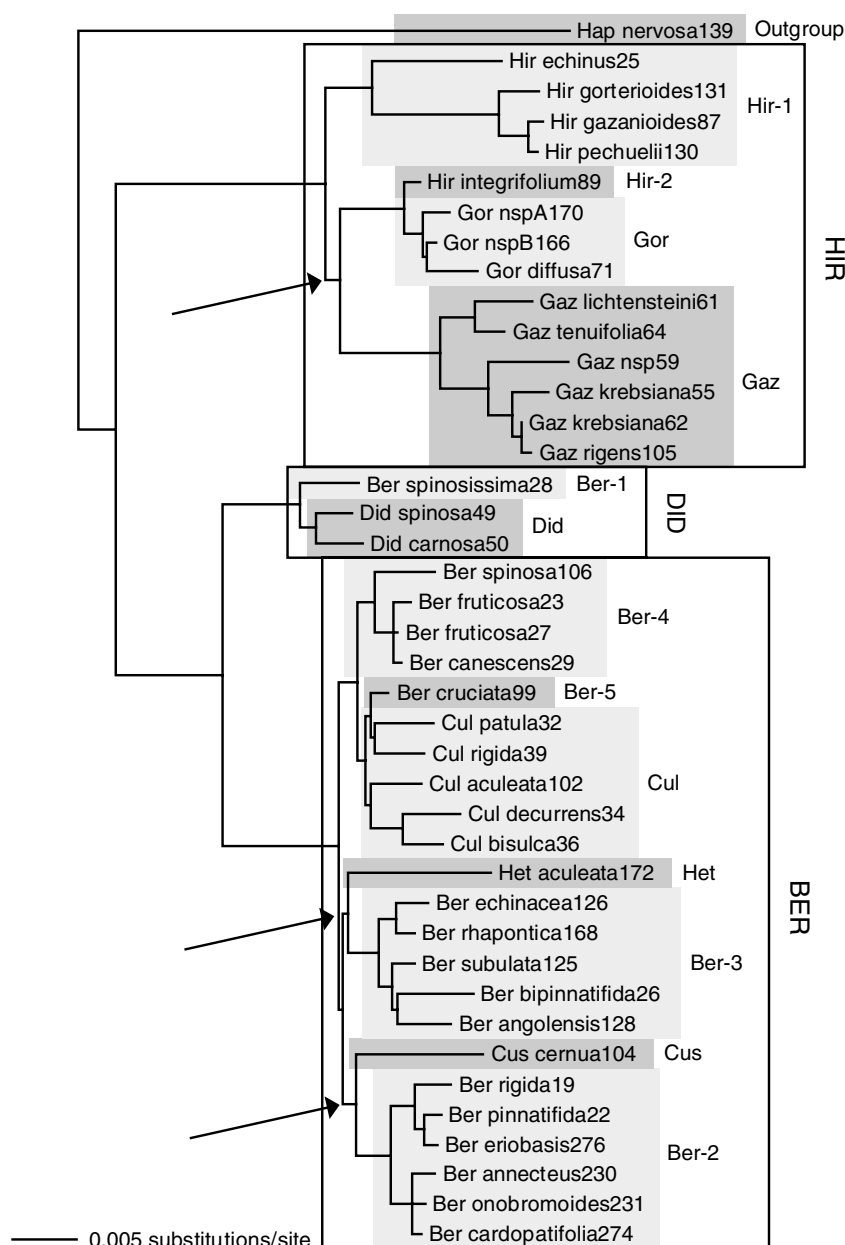 Hap nervosa139 Outgroup
Hir echinus25
Hir gorterioides131
Hir-1
Hir gazanioides87
Hir pechuelii130
Hir integrifolium89 Hir-2
Gor nspA170
Gor nspB166 Gor
Gor diffusa71
HIR
Gaz lichtensteini61
Gaz tenuifolia64
Gaz nsp59
Gaz
Gaz krebsiana55
Gaz krebsiana62
Gaz rigens105
Ber spinosissima28 Ber-1
Did spinosa49
Did
DID
Did carnosa50
Ber spinosa106
Ber fruticosa23
Ber-4
Ber fruticosa27
Ber canescens29
Ber cruciata99 Ber-5
Cul patula32
Cul rigida39
Cul aculeata102 Cul
Cul decurrens34
Cul bisulca36
Het aculeata172 Het
Ber echinacea126
BER
Ber rhapontica168
Ber subulata125 Ber-3
Ber bipinnatifida26
Ber angolensis128
Cus cernua104 Cus
Ber rigida19
Ber pinnatifida22
Ber eriobasis276
Ber-2
Ber annecteus230
Ber onobromoides231
Ber cardopatifolia274
0.005 substitutions/site